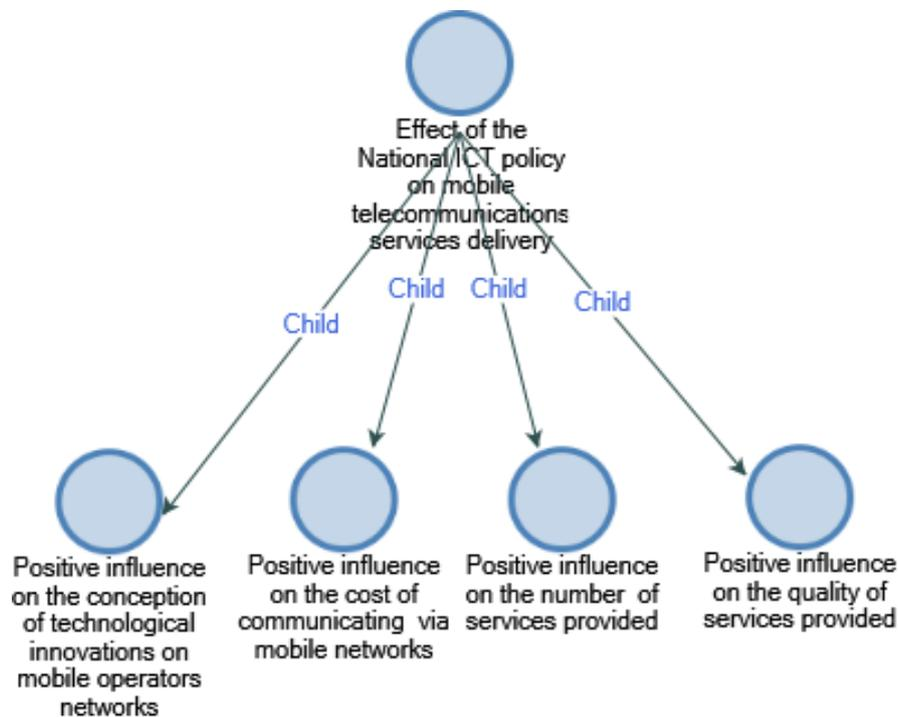 Effect of the
National ICT policy
on mobile
telecommunications
services delivery
Child
Child
Child
Child
Positive influence
on the conception
of technological
innovations on
mobile operators
networks
Positive influence
on the cost of
communicating via
mobile networks
Positive influence
on the number of
services provided
Positive influence
on the quality of
services provided